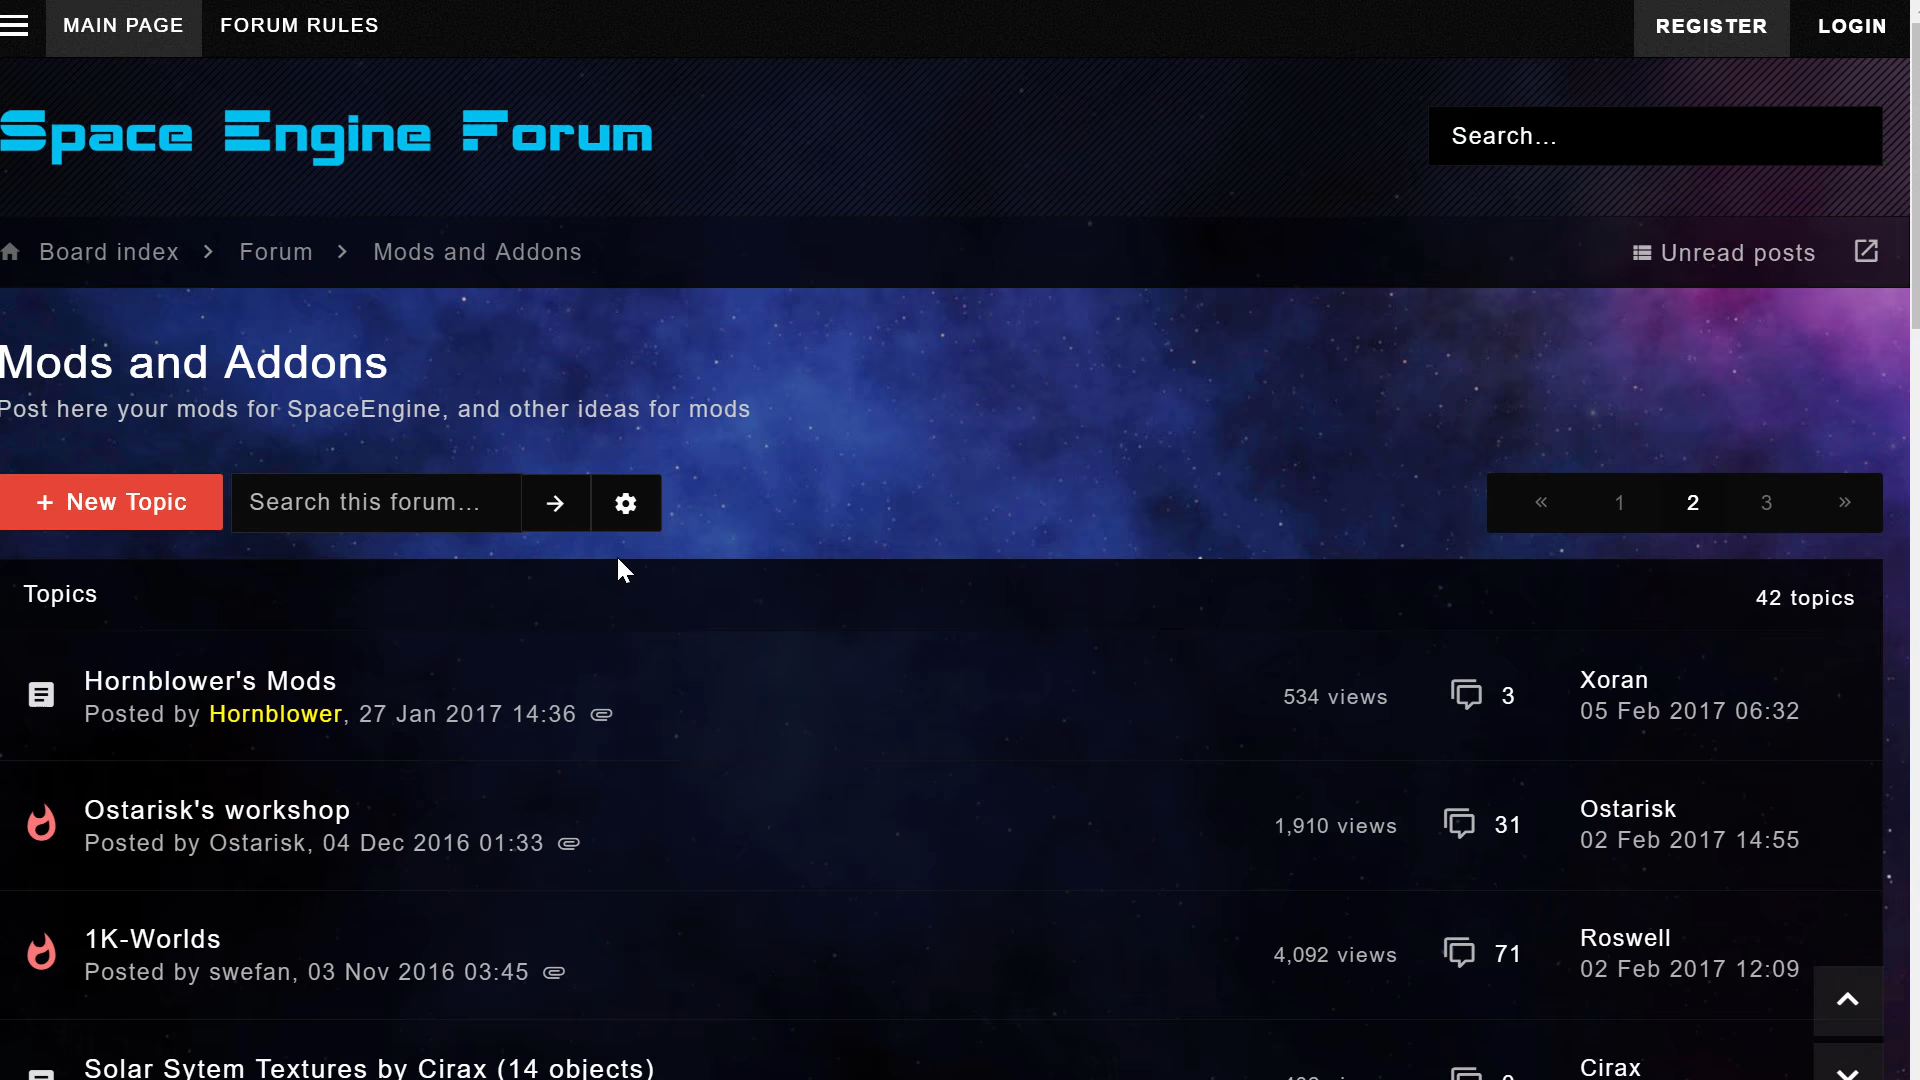 MAIN PAGE FORUM RULES REGISTER LOGIN
Space Engine Forum
Search...
Board index Forum Mods and Addons Unread posts
Mods and Addons
Post here your mods for SpaceEngine, and other ideas for mods
+ New Topic Search this forum... « 1 2 3 »
Topics 42 topics
Hornblower's Mods
Posted by Hornblower, 27 Jan 2017 14:36
534 views 3
Xoran
05 Feb 2017 06:32
Ostarisk's workshop
Posted by Ostarisk, 04 Dec 2016 01:33
1,910 views 31
Ostarisk
02 Feb 2017 14:55
1K-Worlds
Posted by swefan, 03 Nov 2016 03:45
4,092 views 71
Roswell
02 Feb 2017 12:09
Solar Sytem Textures by Cirax (14 objects)
Cirax